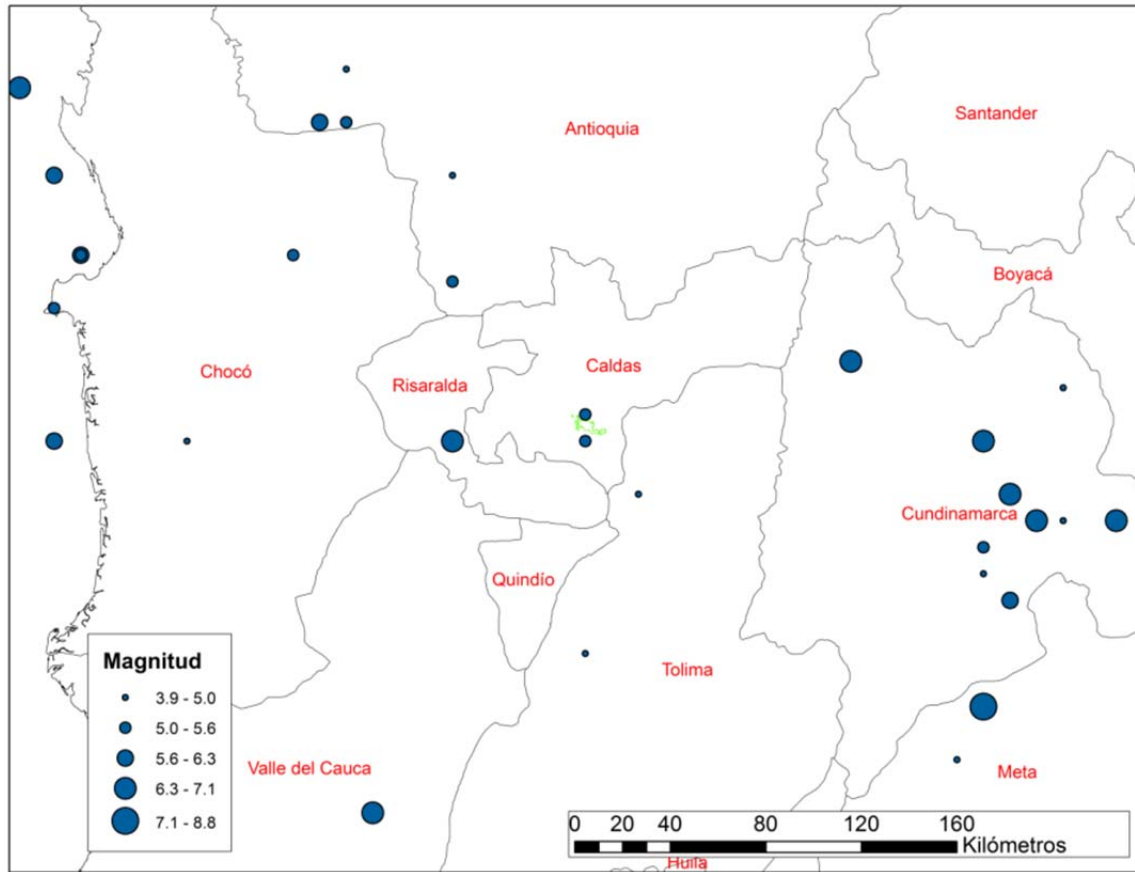 Santander
Antioquia
Boyacá
Caldas
Chocó
Risaralda
Cundinamarca
Quindío
Tolima
Valle del Cauca
Meta
Huila
Magnitud
3.9 - 5.0
5.0 - 5.6
5.6 - 6.3
6.3 - 7.1
7.1 - 8.8
0 20 40 80 120 160
Kilómetros